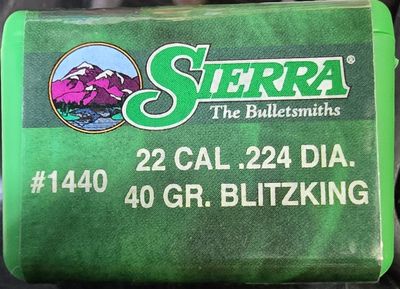 SIERRA®
The Bulletsmiths
#1440
22 CAL .224 DIA.
40 GR. BLITZKING